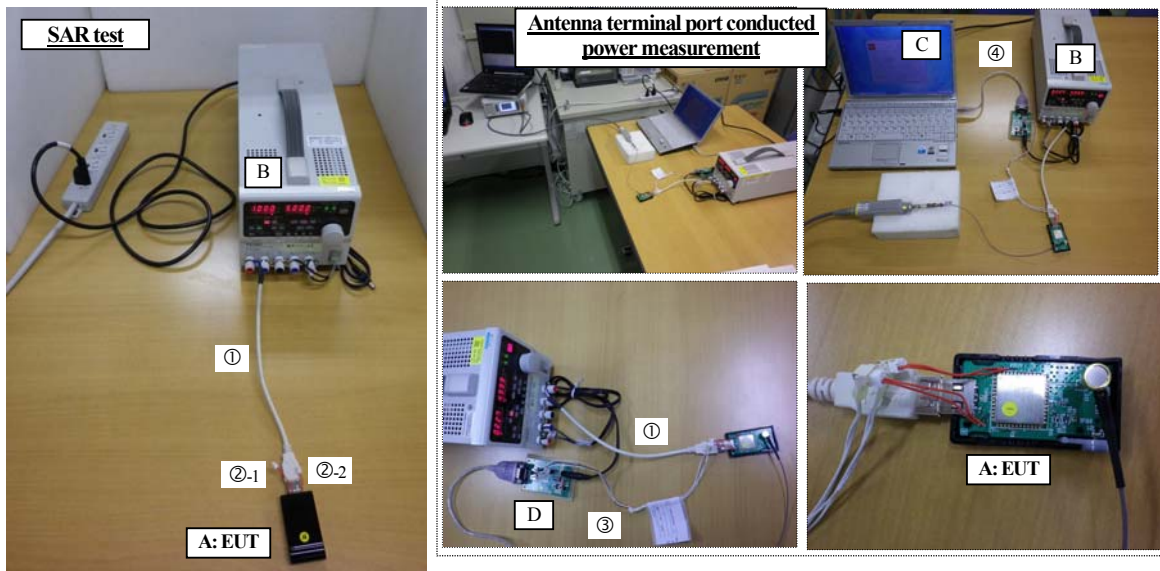 SAR test
B
①
②-1
②-2
A: EUT
Antenna terminal port conducted
power measurement
C
④
B
①
D
③
A: EUT